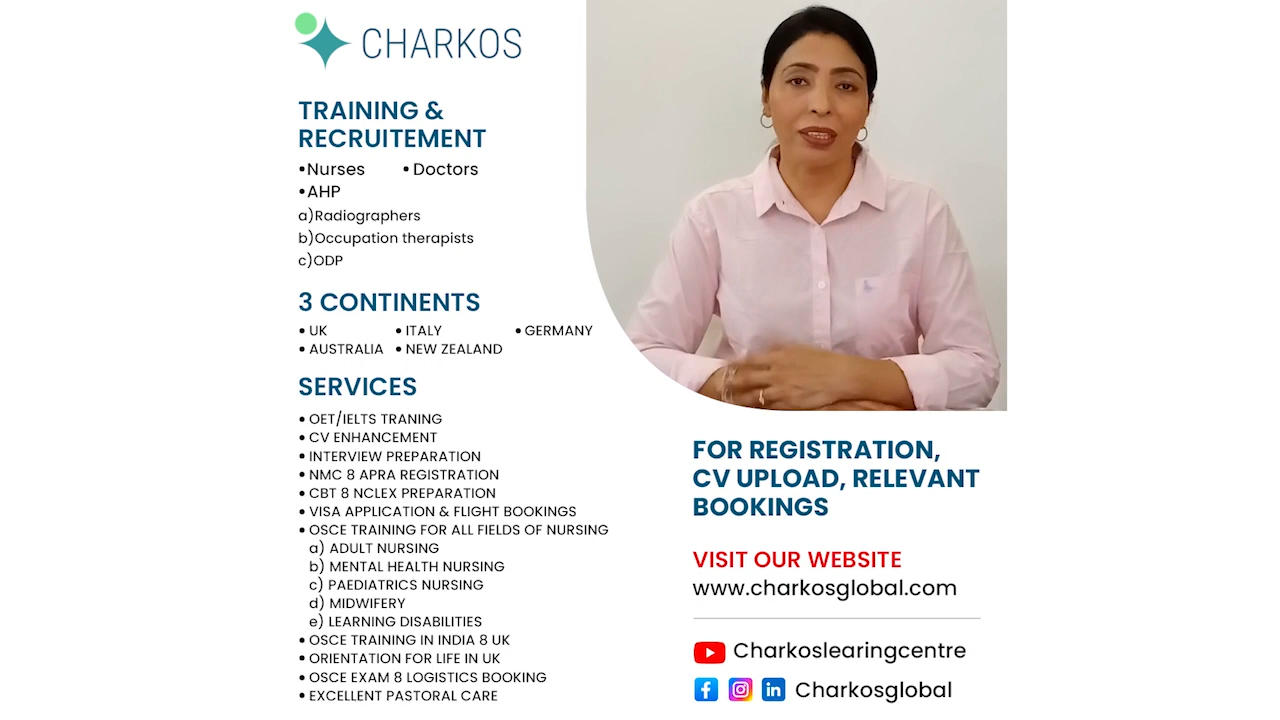 CHARKOS
TRAINING &
RECRUITEMENT
•Nurses • Doctors
•AHP
a)Radiographers
b)Occupation therapists
c)ODP
3 CONTINENTS
• UK • ITALY • GERMANY
• AUSTRALIA • NEW ZEALAND
SERVICES
• OET/IELTS TRANING
• CV ENHANCEMENT
• INTERVIEW PREPARATION
• NMC 8 APRA REGISTRATION
• CBT 8 NCLEX PREPARATION
• VISA APPLICATION & FLIGHT BOOKINGS
• OSCE TRAINING FOR ALL FIELDS OF NURSING
a) ADULT NURSING
b) MENTAL HEALTH NURSING
c) PAEDIATRICS NURSING
d) MIDWIFERY
e) LEARNING DISABILITIES
• OSCE TRAINING IN INDIA 8 UK
• ORIENTATION FOR LIFE IN UK
• OSCE EXAM 8 LOGISTICS BOOKING
• EXCELLENT PASTORAL CARE
FOR REGISTRATION,
CV UPLOAD, RELEVANT
BOOKINGS
VISIT OUR WEBSITE
www.charkosglobal.com
Charkoslearingcentre
Charkosglobal